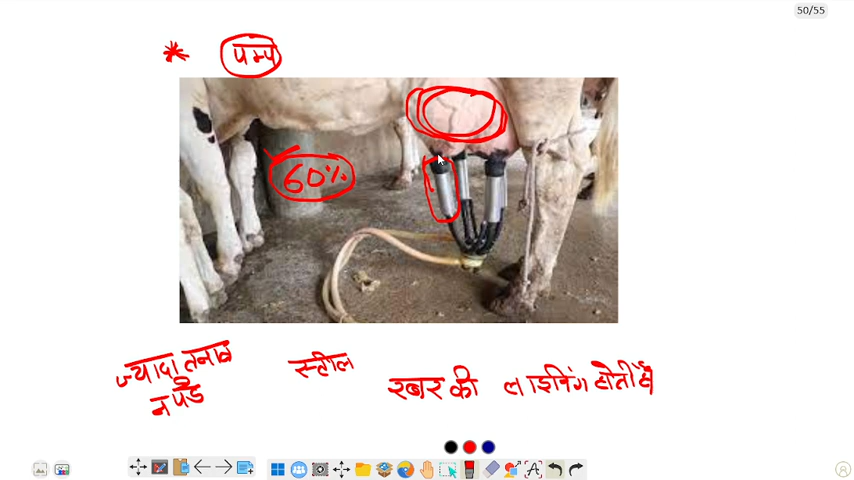 50/55
* पम्प
60%
ज्यादा तनाव
न पड़े
स्टील
रबर की लाइनिंग होती है